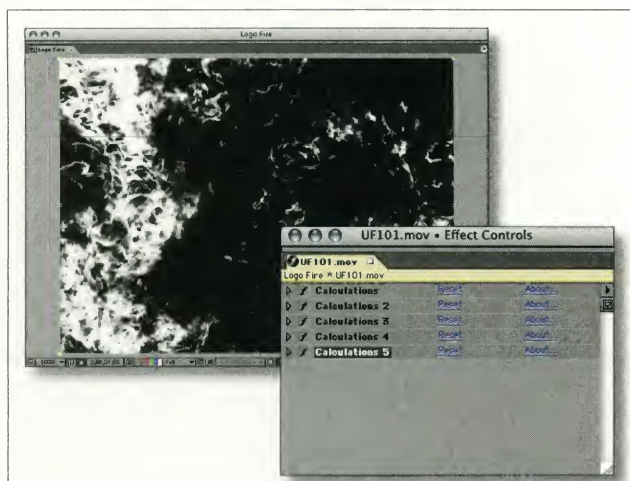 Logo Fire
Logo Fire
UF101.mov • Effect Controls
UF101.mov
Logo Fire * UF101.mov
Calculations Reset About...
Calculations 2 Reset About...
Calculations 3 Reset About...
Calculations 4 Reset About...
Calculations 5 Reset About...